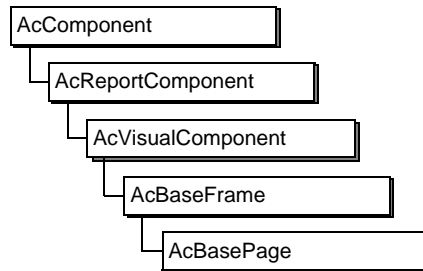 AcComponent
AcReportComponent
AcVisualComponent
AcBaseFrame
AcBasePage